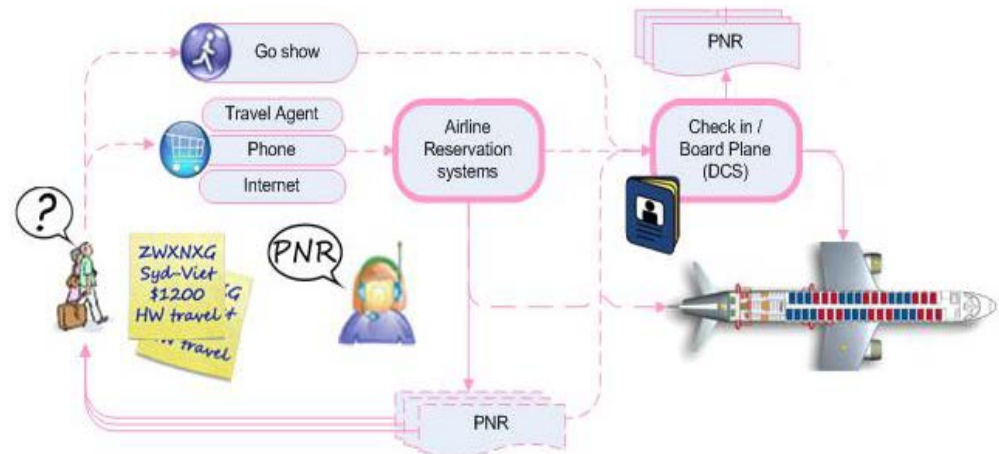 Go show
Travel Agent
Phone
Internet
Airline
Reservation
systems
PNR
Check in /
Board Plane
(DCS)
?
ZWXNXG
Syd-Viet
$1200
HW travel
G
t
HW travel
PNR
PNR